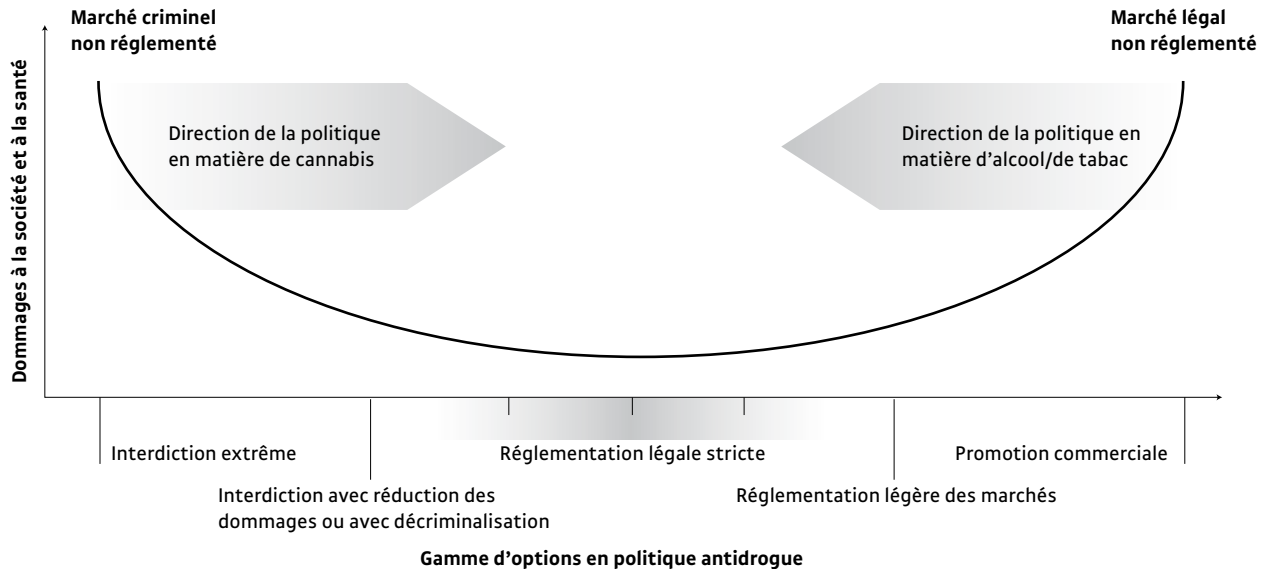 Marché criminel
non réglementé
Marché légal
non réglementé
Dommages à la société et à la santé
Direction de la politique
en matière de cannabis
Direction de la politique en
matière d'alcool/de tabac
Interdiction extrême
Réglementation légale stricte
Promotion commerciale
Interdiction avec réduction des
dommages ou avec décriminalisation
Réglementation légère des marchés
Gamme d'options en politique antidrogue